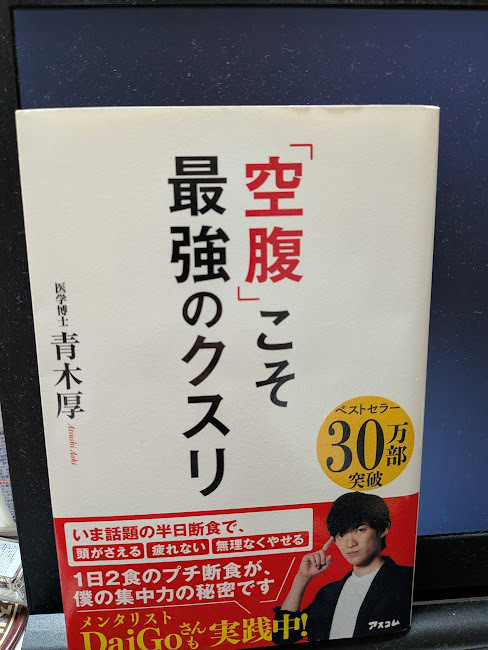 「空腹」こそ
最強のクスリ
医学博士 青木厚
Atsushi Aoki
ベストセラー
30万部
突破
いま話題の半日断食で、
頭がさえる 疲れない 無理なくやせる
1日2食のプチ断食が、
僕の集中力の秘密です
メンタリスト
DaiGoさんも実践中!
アスコム